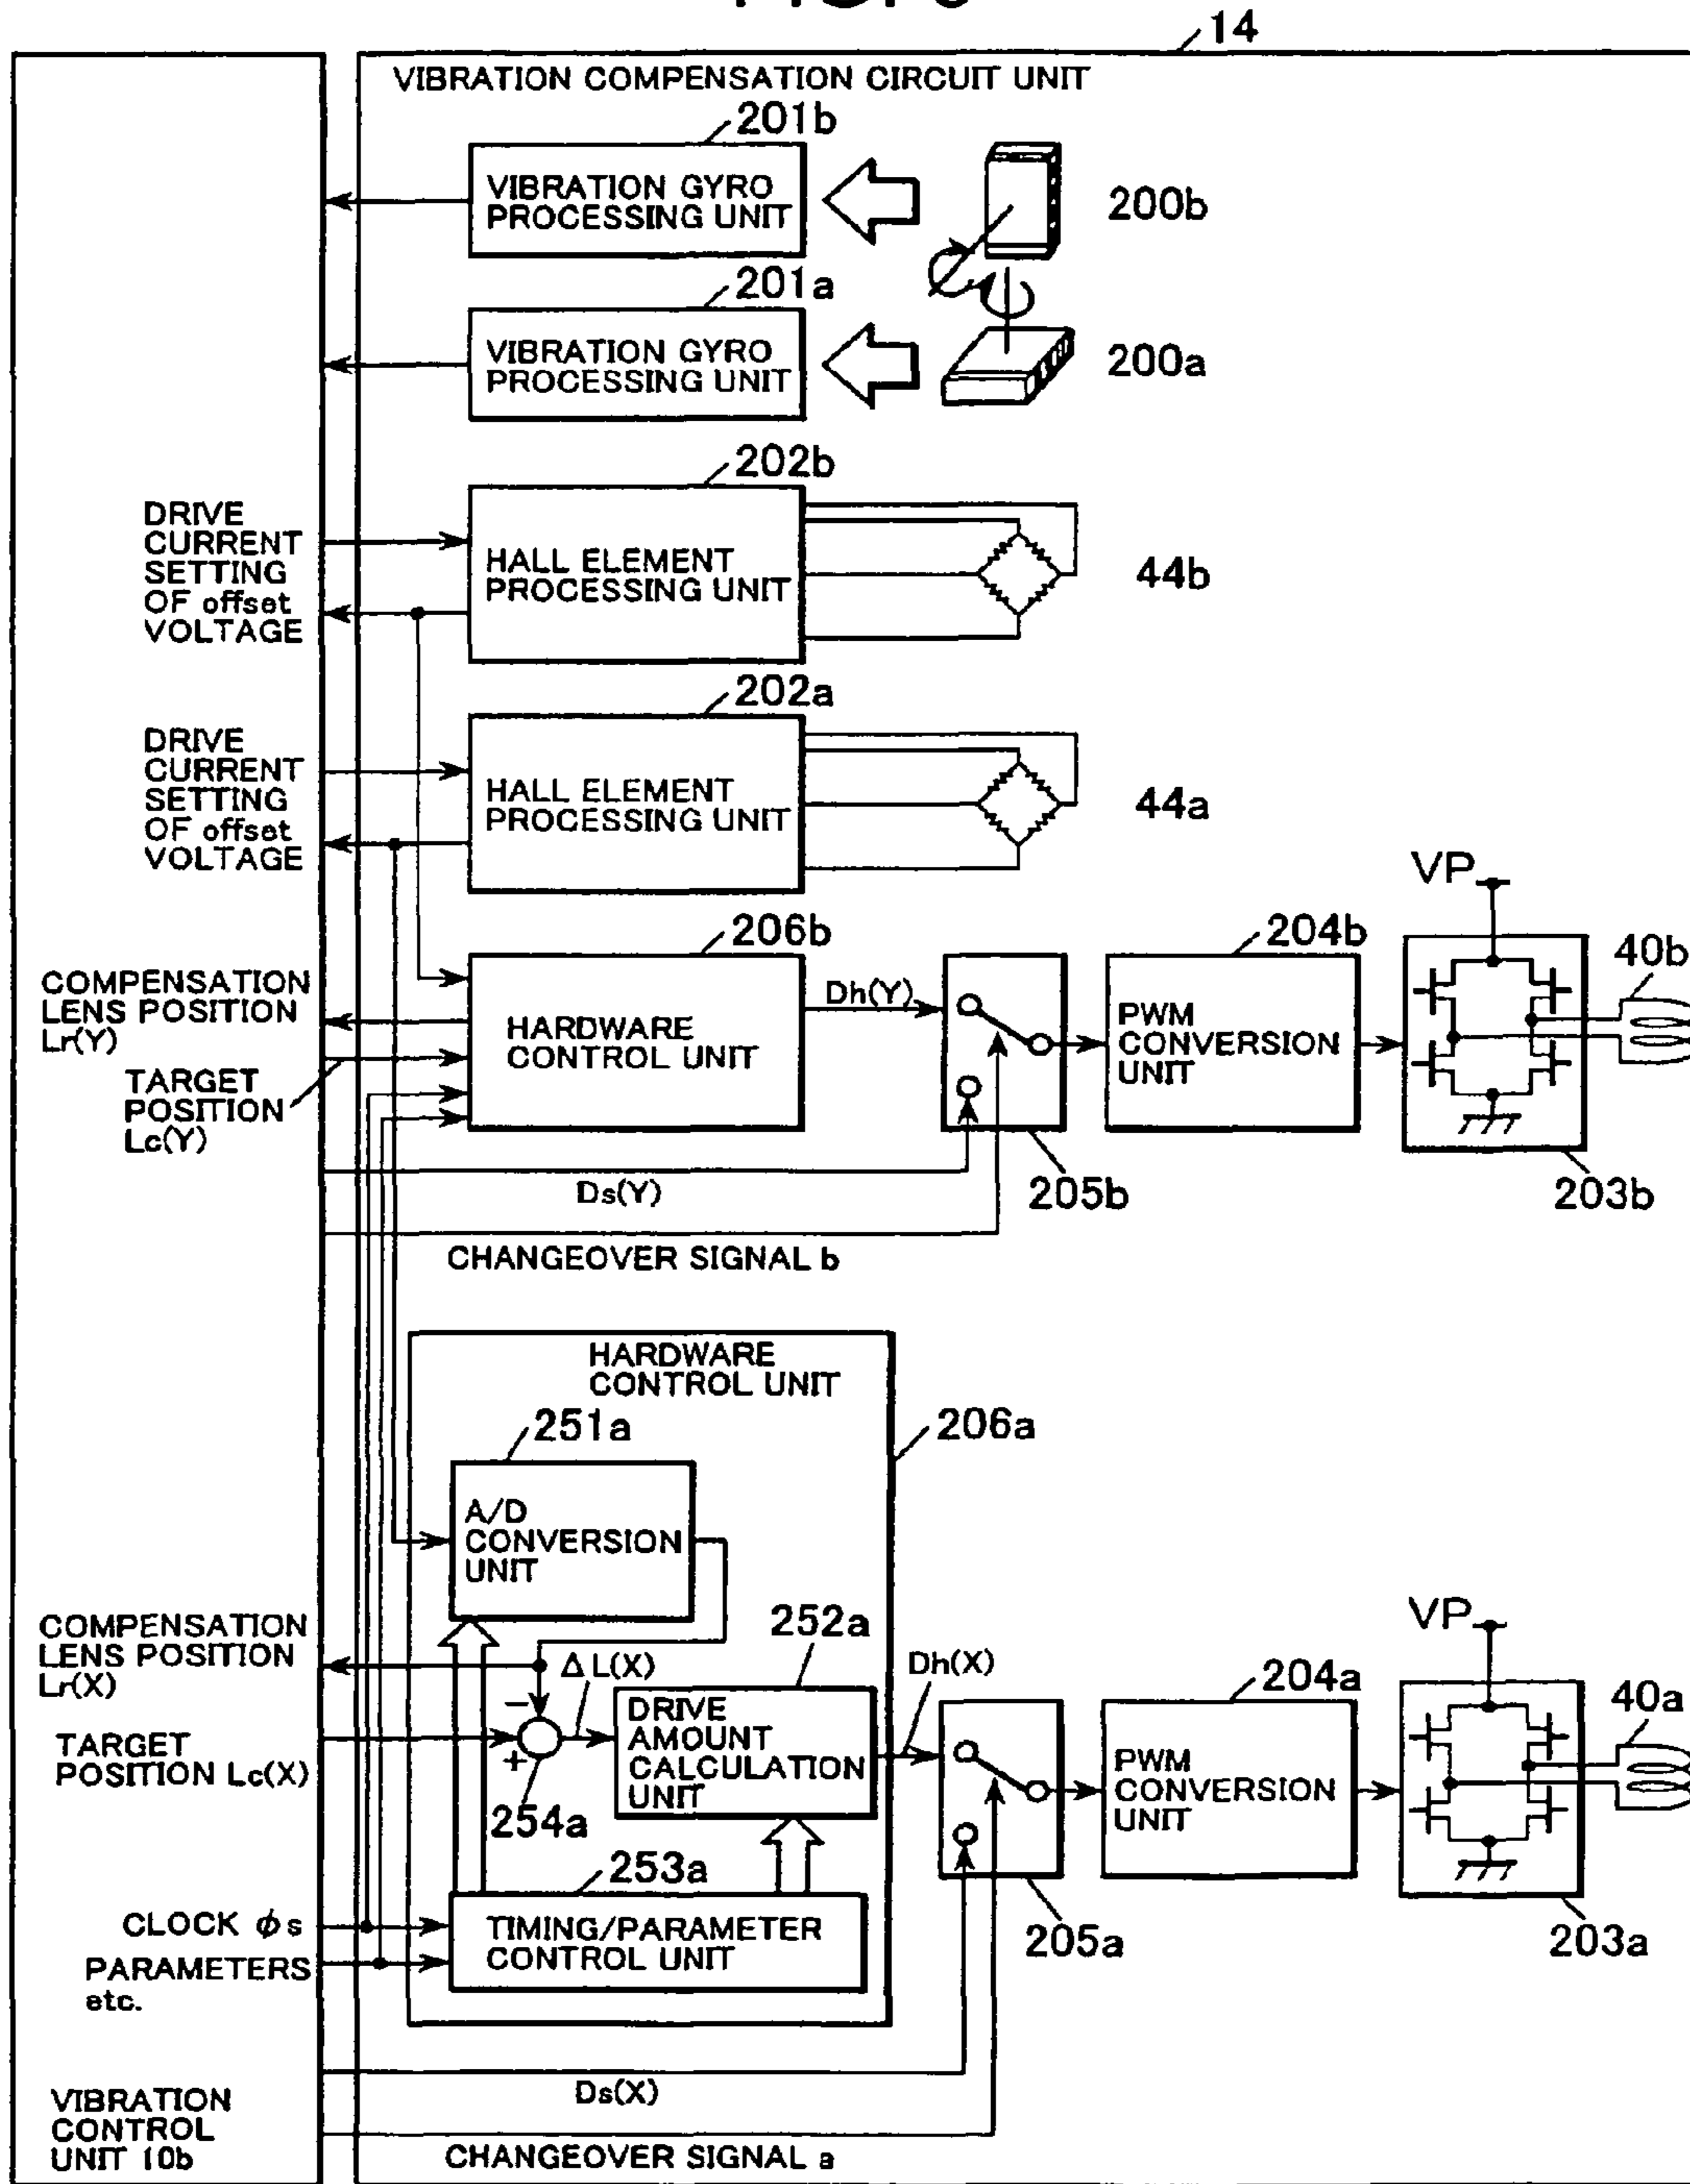 14
VIBRATION COMPENSATION CIRCUIT UNIT
201b
VIBRATION GYRO
PROCESSING UNIT
200b
201a
VIBRATION GYRO
PROCESSING UNIT
200a
202b
DRIVE
CURRENT
SETTING
OF offset
VOLTAGE
HALL ELEMENT
PROCESSING UNIT
44b
202a
DRIVE
CURRENT
SETTING
OF offset
VOLTAGE
HALL ELEMENT
PROCESSING UNIT
44a
VP
206b
204b
40b
COMPENSATION
LENS POSITION
Lr(Y)
HARDWARE
CONTROL UNIT
Dh(Y)
PWM
CONVERSION
UNIT
TARGET
POSITION
Lc(Y)
Ds(Y)
205b
203b
CHANGEOVER SIGNAL b
HARDWARE
CONTROL UNIT
206a
251a
A/D
CONVERSION
UNIT
252a
VP
COMPENSATION
LENS POSITION
Lr(X)
ΔL(X)
Dh(X)
204a
40a
−
+
TARGET
POSITION Lc(X)
DRIVE
AMOUNT
CALCULATION
UNIT
PWM
CONVERSION
UNIT
254a
253a
CLOCK ϕs
TIMING/PARAMETER
CONTROL UNIT
205a
203a
PARAMETERS
etc.
Ds(X)
VIBRATION
CONTROL
UNIT 10b
CHANGEOVER SIGNAL a